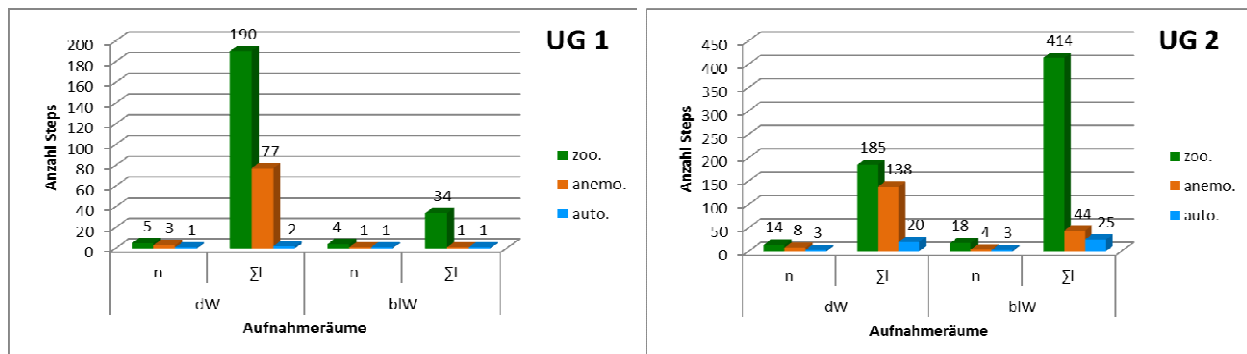 UG 1
Anzahl Steps
200
180
160
140
120
100
80
60
40
20
0
5 3 1 190 77 2 4 1 1 34 1 1
n ∑I n ∑I
dW blW
Aufnahmeräume
zoo.
anemo.
auto.
UG 2
Anzahl Steps
450
400
350
300
250
200
150
100
50
0
14 8 3 185 138 20 18 4 3 414 44 25
n ∑I n ∑I
dW blW
Aufnahmeräume
zoo.
anemo.
auto.